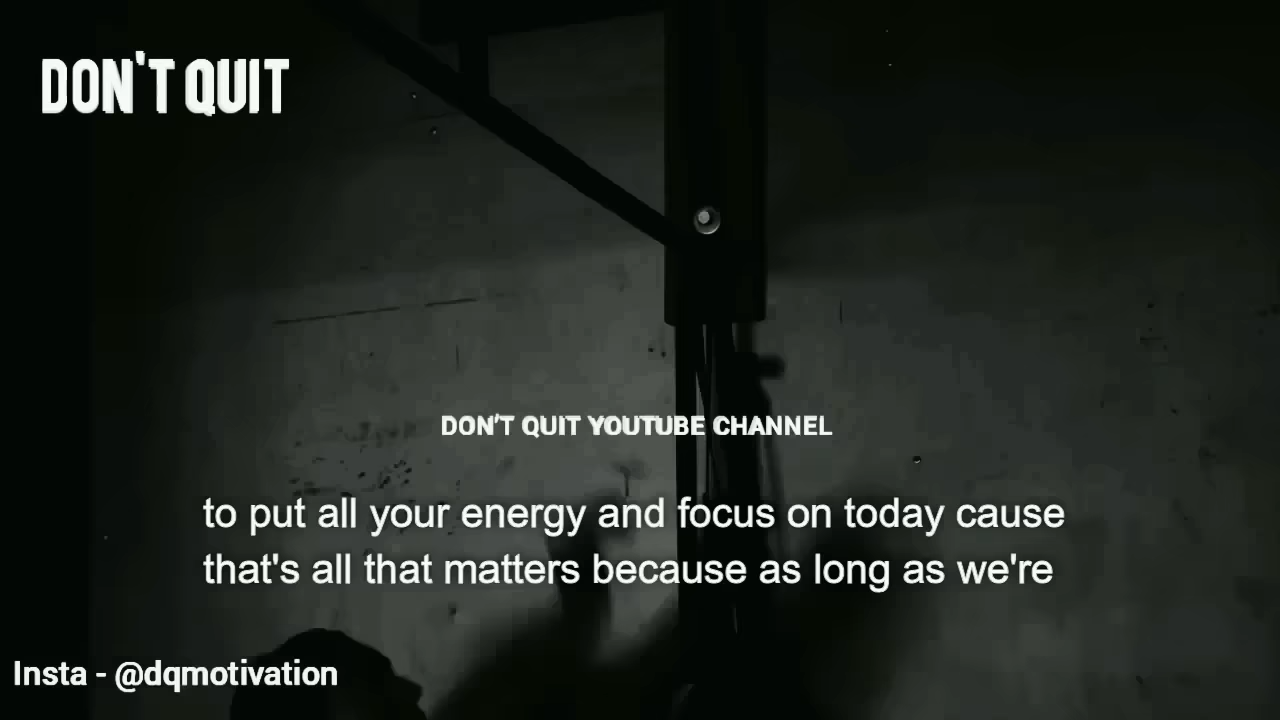 DON'T QUIT
DON'T QUIT YOUTUBE CHANNEL
to put all your energy and focus on today cause
that's all that matters because as long as we're
Insta - @dqmotivation